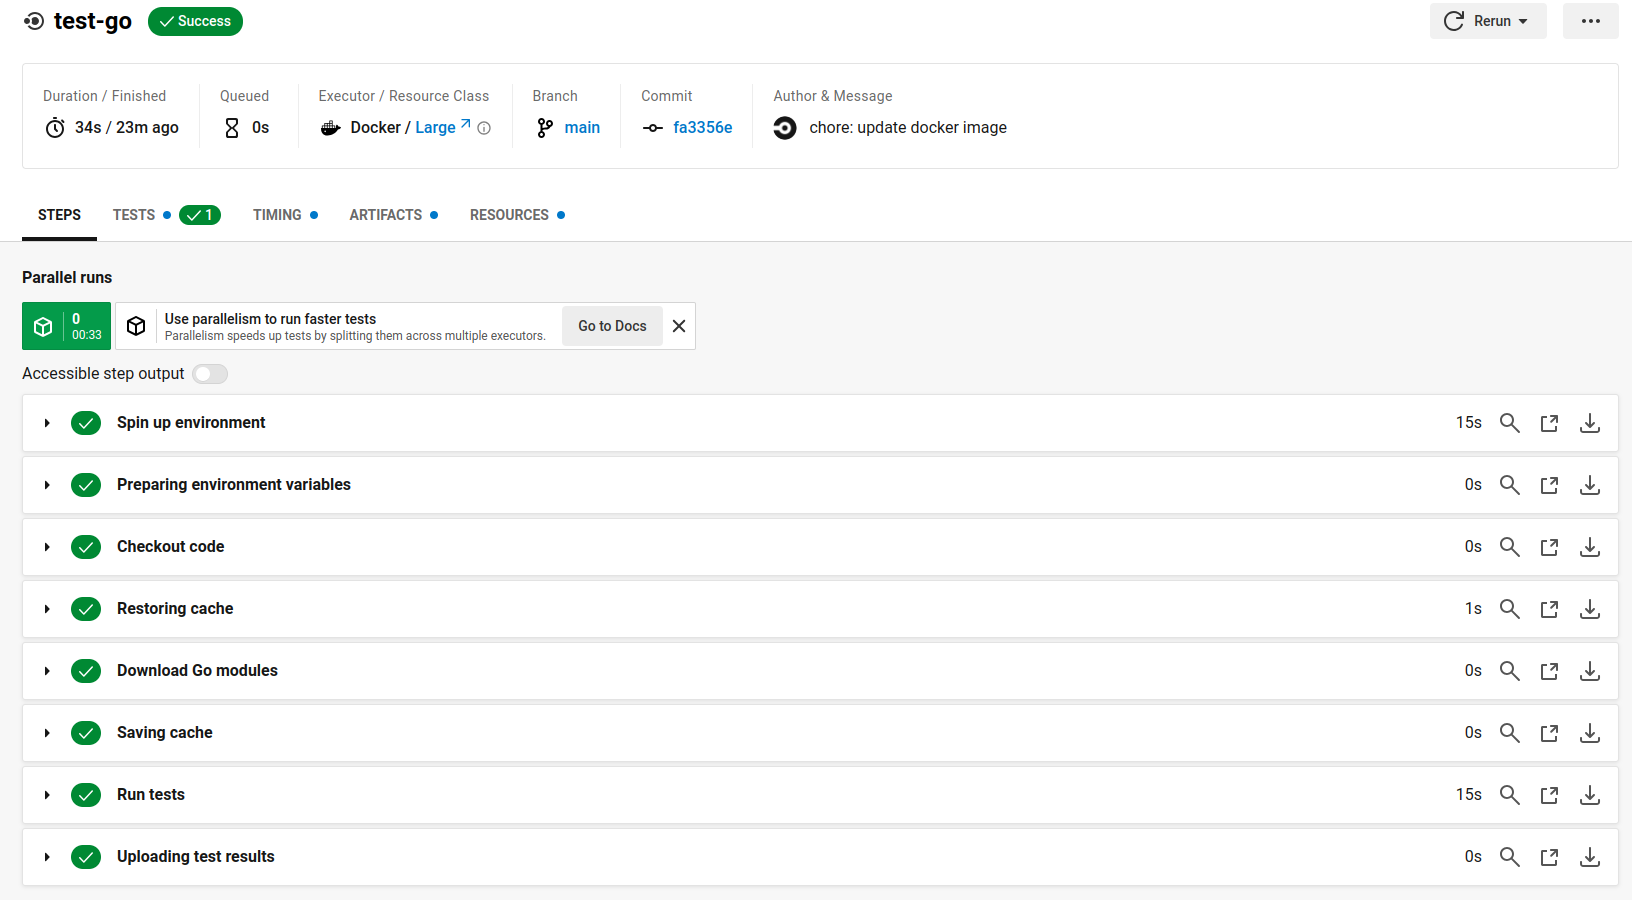 test-go Success Rerun
Duration / Finished Queued Executor / Resource Class Branch Commit Author & Message
34s / 23m ago 0s Docker / Large main fa3356e chore: update docker image
STEPS TESTS 1 TIMING ARTIFACTS RESOURCES
Parallel runs
0
00:33
Use parallelism to run faster tests
Parallelism speeds up tests by splitting them across multiple executors.
Go to Docs
Accessible step output
Spin up environment 15s
Preparing environment variables 0s
Checkout code 0s
Restoring cache 1s
Download Go modules 0s
Saving cache 0s
Run tests 15s
Uploading test results 0s